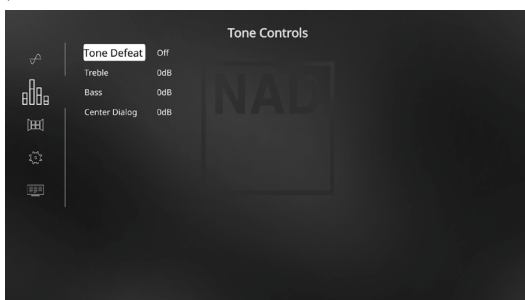 Tone Controls
Tone Defeat Off
Treble 0dB
Bass 0dB
Center Dialog 0dB
NAD